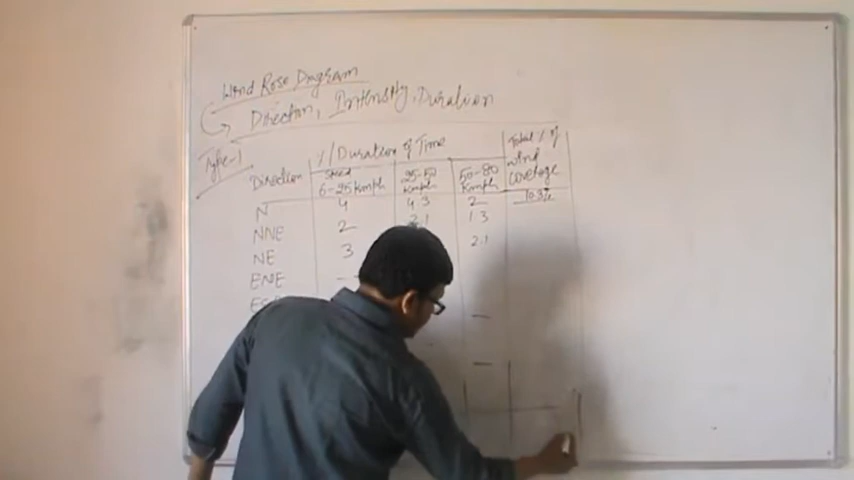 Wind Rose Diagram
Direction, Intensity, Duration
Type-1
% Duration of Time
Total % of wind coverage
Direction
Speed 6-25 Kmph
25-50 Kmph
50-80 Kmph
N 4 4.3 2 10.3%
NNE 2 2.1 1.3
NE 3 2.1
ENE -